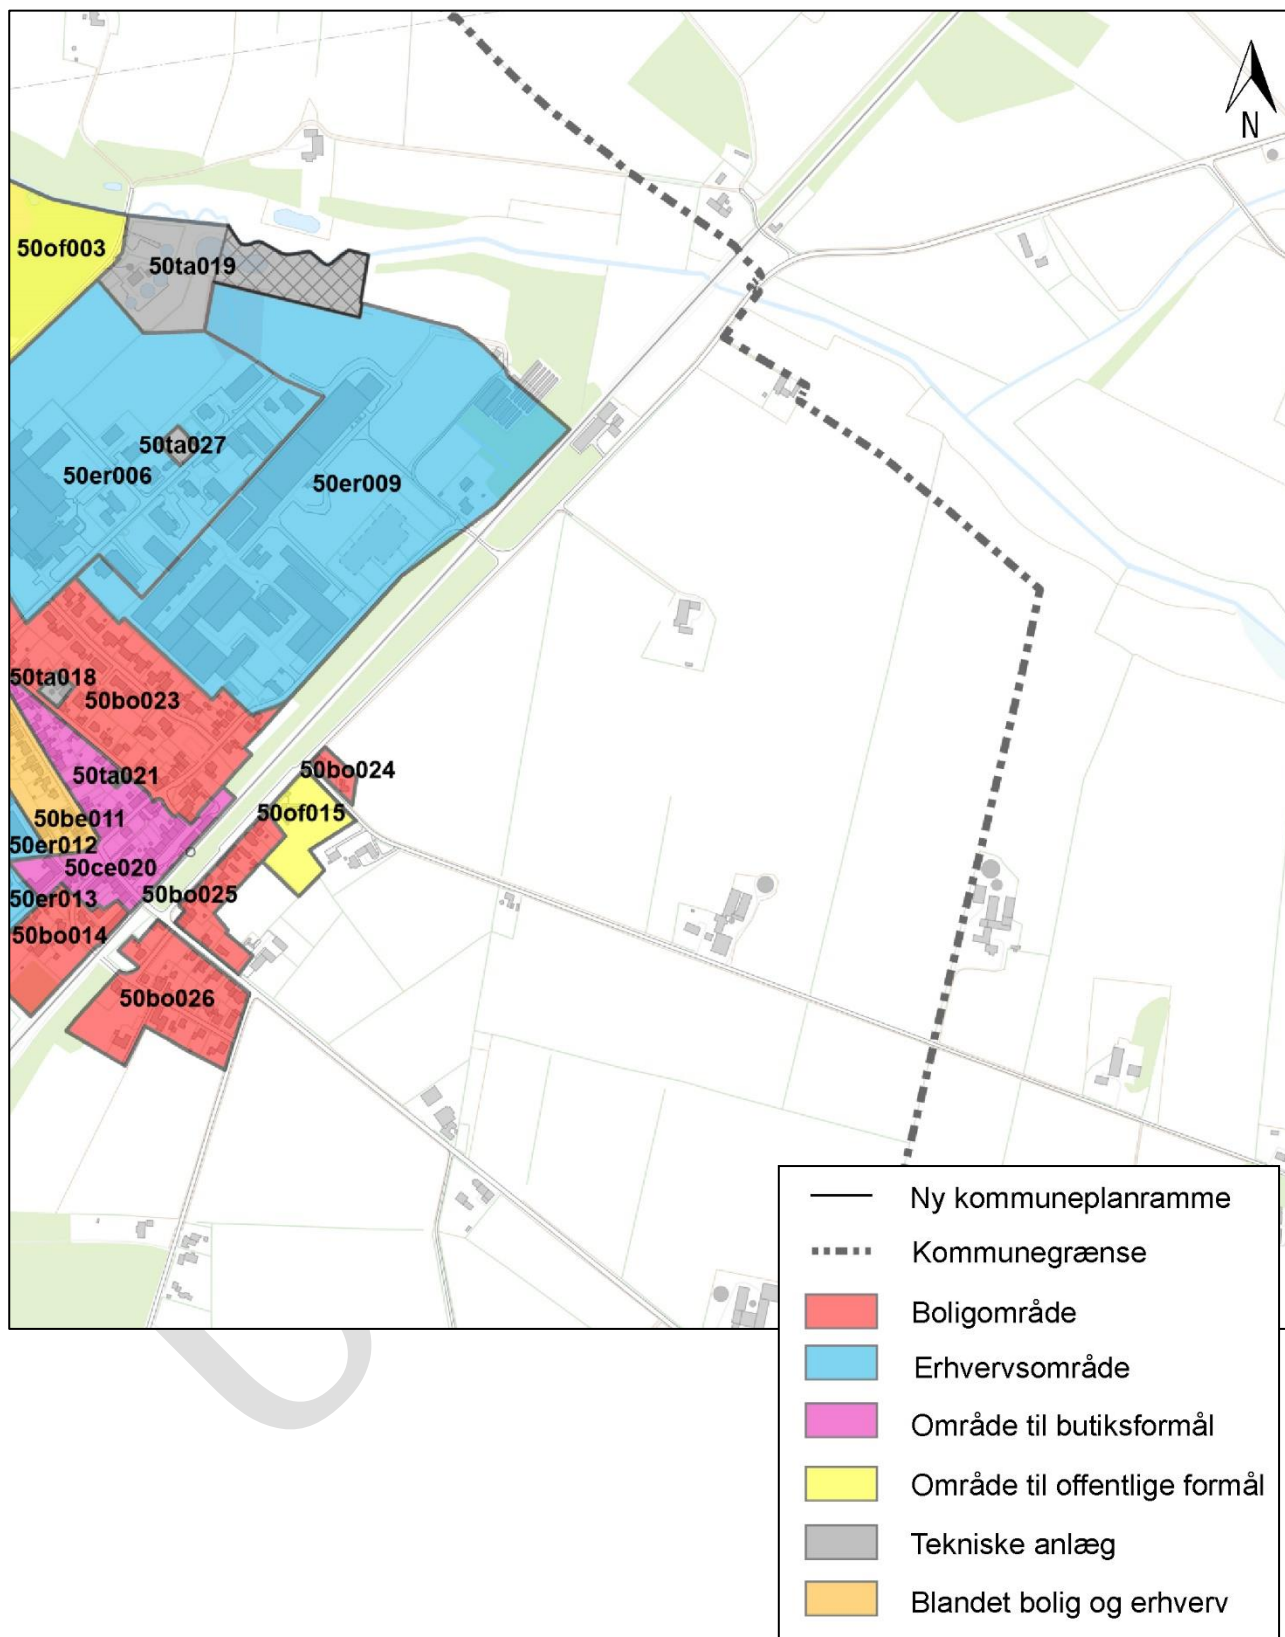 N
50of003
50ta019
50ta027
50er006
50er009
50ta018
50bo023
50ta021
50bo024
50of015
50be011
50er012
50ce020
50er013
50bo025
50bo014
50bo026
Ny kommuneplanramme
Kommunegrænse
Boligområde
Erhvervsområde
Område til butiksformål
Område til offentlige formål
Tekniske anlæg
Blandet bolig og erhverv